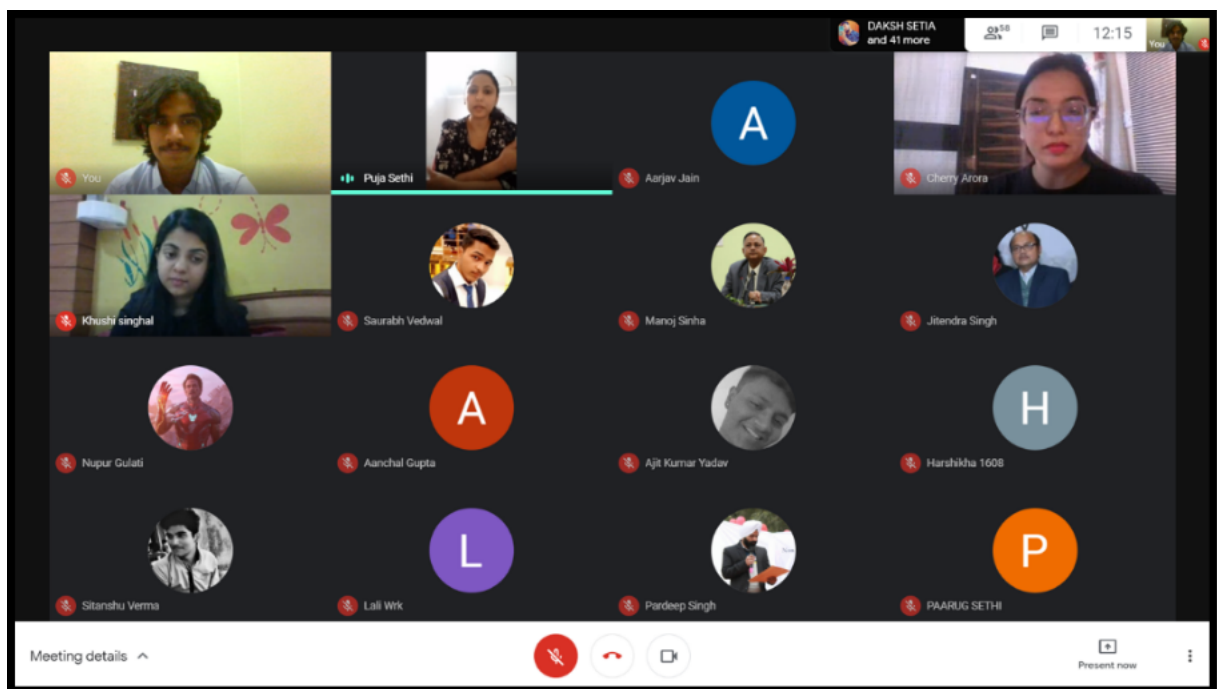 DAKSH SETIA
and 41 more
58
12:15
You
You
Puja Sethi
A
Aarjav Jain
Cherry Arora
Khushi singhal
Saurabh Vedwal
Manoj Sinha
Jitendra Singh
Nupur Gulati
A
Aanchal Gupta
Ajit Kumar Yadav
H
Harshikha 1608
Sitanshu Verma
L
Lali Wrk
Pardeep Singh
P
PAARUG SETHI
Meeting details
Present now